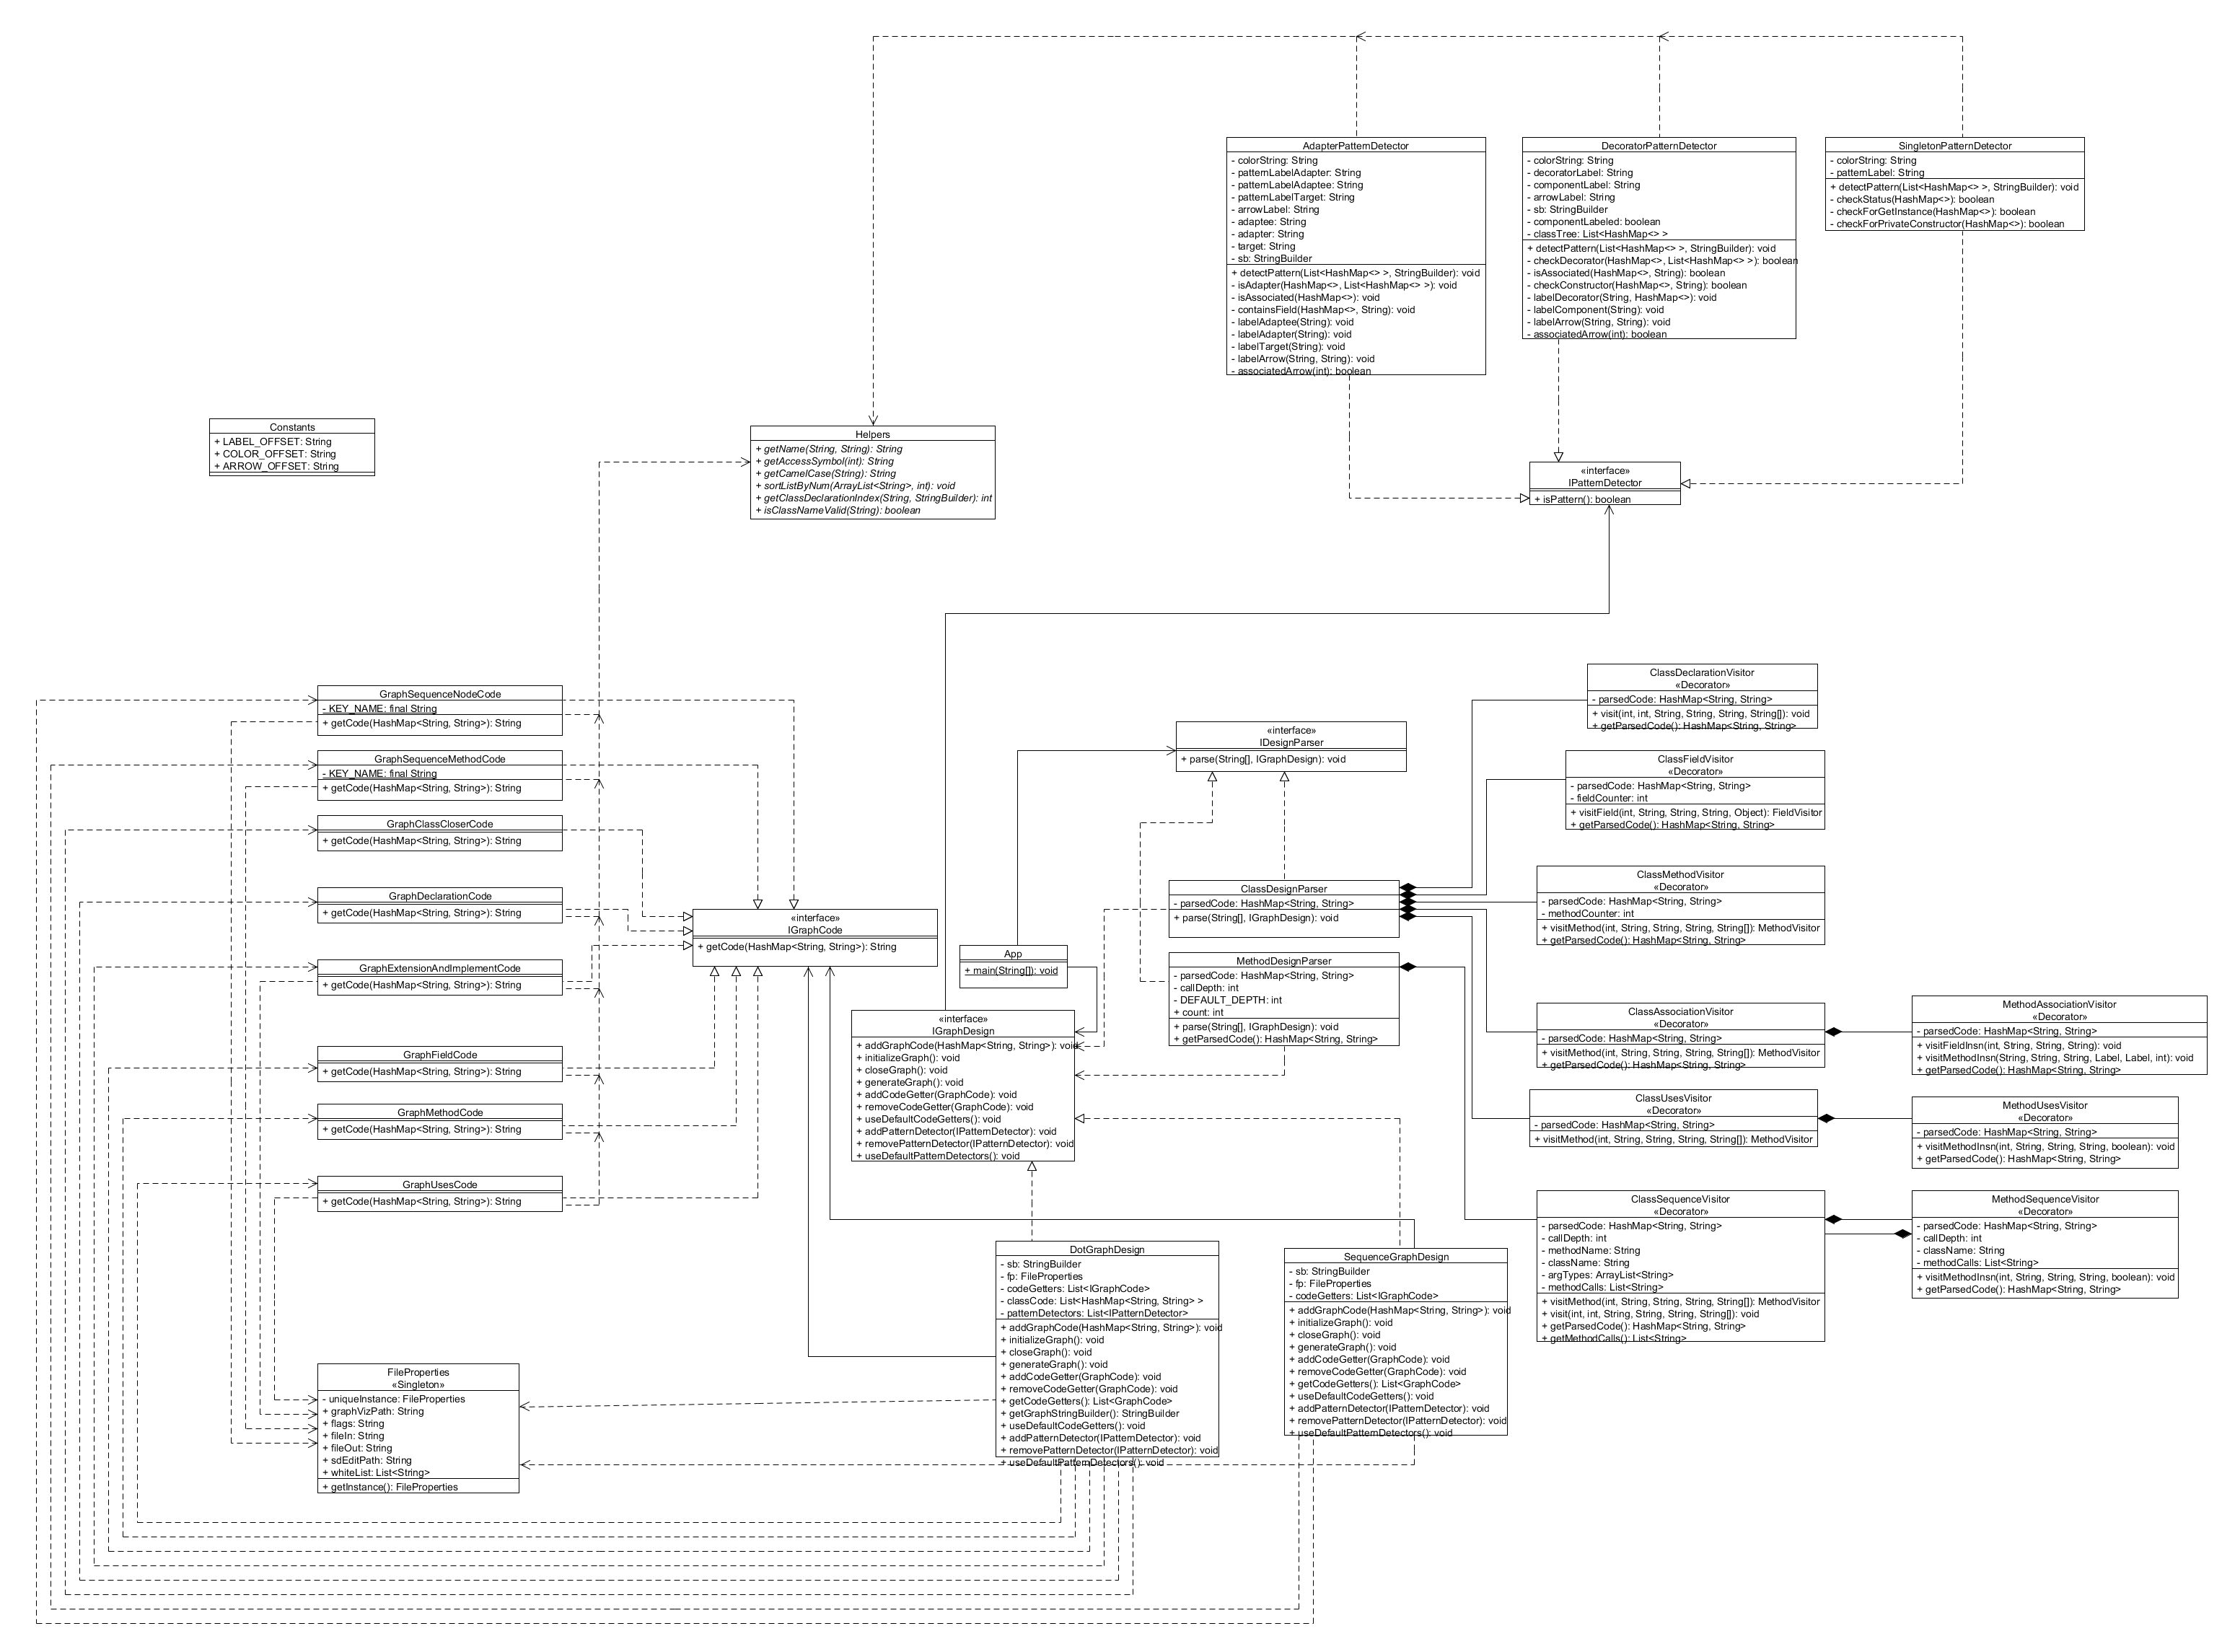 AdapterPatternDetector
- colorString: String
- patternLabelAdapter: String
- patternLabelAdaptee: String
- patternLabelTarget: String
- arrowLabel: String
- adaptee: String
- adapter: String
- target: String
- sb: StringBuilder
+ detectPattern(List<HashMap<> >, StringBuilder): void
- isAdapter(HashMap<>, List<HashMap<> >): void
- isAssociated(HashMap<>): void
- containsField(HashMap<>, String): void
- labelAdaptee(String): void
- labelAdapter(String): void
- labelTarget(String): void
- labelArrow(String, String): void
- associatedArrow(int): boolean
DecoratorPatternDetector
- colorString: String
- decoratorLabel: String
- componentLabel: String
- arrowLabel: String
- sb: StringBuilder
- componentLabeled: boolean
- classTree: List<HashMap<> >
+ detectPattern(List<HashMap<> >, StringBuilder): void
- checkDecorator(HashMap<>, List<HashMap<> >): boolean
- isAssociated(HashMap<>, String): boolean
- checkConstructor(HashMap<>, String): boolean
- labelDecorator(String, HashMap<>): void
- labelComponent(String): void
- labelArrow(String, String): void
- associatedArrow(int): boolean
SingletonPatternDetector
- colorString: String
- patternLabel: String
+ detectPattern(List<HashMap<> >, StringBuilder): void
- checkStatus(HashMap<>): boolean
- checkForGetInstance(HashMap<>): boolean
- checkForPrivateConstructor(HashMap<>): boolean
Constants
+ LABEL_OFFSET: String
+ COLOR_OFFSET: String
+ ARROW_OFFSET: String
Helpers
+ getName(String, String): String
+ getAccessSymbol(int): String
+ getCamelCase(String): String
+ sortListByNum(ArrayList<String>, int): void
+ getClassDeclarationIndex(String, StringBuilder): int
+ isClassNameValid(String): boolean
«interface»
IPatternDetector
+ isPattern(): boolean
GraphSequenceNodeCode
- KEY_NAME: final String
+ getCode(HashMap<String, String>): String
GraphSequenceMethodCode
- KEY_NAME: final String
+ getCode(HashMap<String, String>): String
GraphClassCloserCode
+ getCode(HashMap<String, String>): String
GraphDeclarationCode
+ getCode(HashMap<String, String>): String
GraphExtensionAndImplementCode
+ getCode(HashMap<String, String>): String
GraphFieldCode
+ getCode(HashMap<String, String>): String
GraphMethodCode
+ getCode(HashMap<String, String>): String
GraphUsesCode
+ getCode(HashMap<String, String>): String
«interface»
IGraphCode
+ getCode(HashMap<String, String>): String
App
+ main(String[]): void
«interface»
IGraphDesign
+ addGraphCode(HashMap<String, String>): void
+ initializeGraph(): void
+ closeGraph(): void
+ generateGraph(): void
+ addCodeGetter(GraphCode): void
+ removeCodeGetter(GraphCode): void
+ useDefaultCodeGetters(): void
+ addPatternDetector(IPatternDetector): void
+ removePatternDetector(IPatternDetector): void
+ useDefaultPatternDetectors(): void
«interface»
IDesignParser
+ parse(String[], IGraphDesign): void
ClassDesignParser
- parsedCode: HashMap<String, String>
+ parse(String[], IGraphDesign): void
MethodDesignParser
- parsedCode: HashMap<String, String>
- callDepth: int
- DEFAULT_DEPTH: int
+ count: int
+ parse(String[], IGraphDesign): void
+ getParsedCode(): HashMap<String, String>
ClassDeclarationVisitor
«Decorator»
- parsedCode: HashMap<String, String>
+ visit(int, int, String, String, String, String[]): void
+ getParsedCode(): HashMap<String, String>
ClassFieldVisitor
«Decorator»
- parsedCode: HashMap<String, String>
- fieldCounter: int
+ visitField(int, String, String, String, Object): FieldVisitor
+ getParsedCode(): HashMap<String, String>
ClassMethodVisitor
«Decorator»
- parsedCode: HashMap<String, String>
- methodCounter: int
+ visitMethod(int, String, String, String, String[]): MethodVisitor
+ getParsedCode(): HashMap<String, String>
ClassAssociationVisitor
«Decorator»
- parsedCode: HashMap<String, String>
+ visitMethod(int, String, String, String, String[]): MethodVisitor
+ getParsedCode(): HashMap<String, String>
MethodAssociationVisitor
«Decorator»
- parsedCode: HashMap<String, String>
+ visitFieldInsn(int, String, String, String): void
+ visitMethodInsn(String, String, String, Label, Label, int): void
+ getParsedCode(): HashMap<String, String>
ClassUsesVisitor
«Decorator»
- parsedCode: HashMap<String, String>
+ visitMethod(int, String, String, String, String[]): MethodVisitor
MethodUsesVisitor
«Decorator»
- parsedCode: HashMap<String, String>
+ visitMethodInsn(int, String, String, String, boolean): void
+ getParsedCode(): HashMap<String, String>
ClassSequenceVisitor
«Decorator»
- parsedCode: HashMap<String, String>
- callDepth: int
- methodName: String
- className: String
- argTypes: ArrayList<String>
- methodCalls: List<String>
+ visitMethod(int, String, String, String, String[]): MethodVisitor
+ visit(int, int, String, String, String, String[]): void
+ getParsedCode(): HashMap<String, String>
+ getMethodCalls(): List<String>
MethodSequenceVisitor
«Decorator»
- parsedCode: HashMap<String, String>
- callDepth: int
- className: String
- methodCalls: List<String>
+ visitMethodInsn(int, String, String, String, boolean): void
+ getParsedCode(): HashMap<String, String>
DotGraphDesign
- sb: StringBuilder
- fp: FileProperties
- codeGetters: List<IGraphCode>
- classCode: List<HashMap<String, String> >
- patternDetectors: List<IPatternDetector>
+ addGraphCode(HashMap<String, String>): void
+ initializeGraph(): void
+ closeGraph(): void
+ generateGraph(): void
+ addCodeGetter(GraphCode): void
+ removeCodeGetter(GraphCode): void
+ getCodeGetters(): List<GraphCode>
+ getGraphStringBuilder(): StringBuilder
+ useDefaultCodeGetters(): void
+ addPatternDetector(IPatternDetector): void
+ removePatternDetector(IPatternDetector): void
+ useDefaultPatternDetectors(): void
SequenceGraphDesign
- sb: StringBuilder
- fp: FileProperties
- codeGetters: List<IGraphCode>
+ addGraphCode(HashMap<String, String>): void
+ initializeGraph(): void
+ closeGraph(): void
+ generateGraph(): void
+ addCodeGetter(GraphCode): void
+ removeCodeGetter(GraphCode): void
+ getCodeGetters(): List<GraphCode>
+ useDefaultCodeGetters(): void
+ addPatternDetector(IPatternDetector): void
+ removePatternDetector(IPatternDetector): void
+ useDefaultPatternDetectors(): void
FileProperties
«Singleton»
- uniqueInstance: FileProperties
+ graphVizPath: String
+ flags: String
+ fileIn: String
+ fileOut: String
+ sdEditPath: String
+ whiteList: List<String>
+ getInstance(): FileProperties